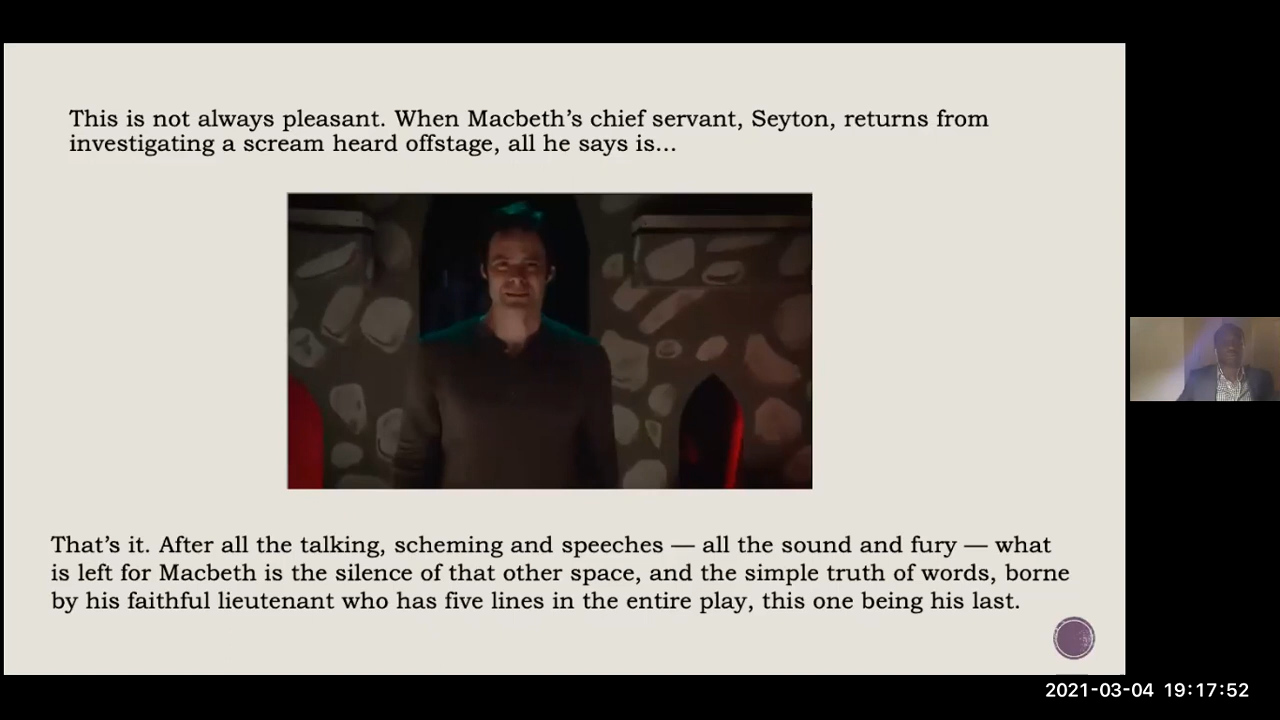 This is not always pleasant. When Macbeth’s chief servant, Seyton, returns from
investigating a scream heard offstage, all he says is…
That’s it. After all the talking, scheming and speeches — all the sound and fury — what
is left for Macbeth is the silence of that other space, and the simple truth of words, borne
by his faithful lieutenant who has five lines in the entire play, this one being his last.
2021-03-04 19:17:52